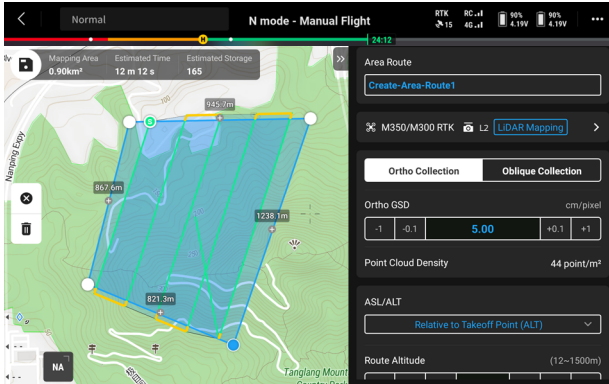 Normal
N mode - Manual Flight
RTK
15
RC
4G
90%
4.19V
90%
4.19V
H
24:12
Mapping Area
0.90km²
Estimated Time
12 m 12 s
Estimated Storage
165
Area Route
Create-Area-Route1
M350/M300 RTK
L2
LiDAR Mapping
Ortho Collection
Oblique Collection
Ortho GSD
cm/pixel
-1
-0.1
5.00
+0.1
+1
Point Cloud Density
44 point/m²
ASL/ALT
Relative to Takeoff Point (ALT)
Route Altitude
(12~1500m)
945.7m
S
Nanping Expy
867.6m
1238.1m
821.3m
NA
Tanglang Mount
Country Park